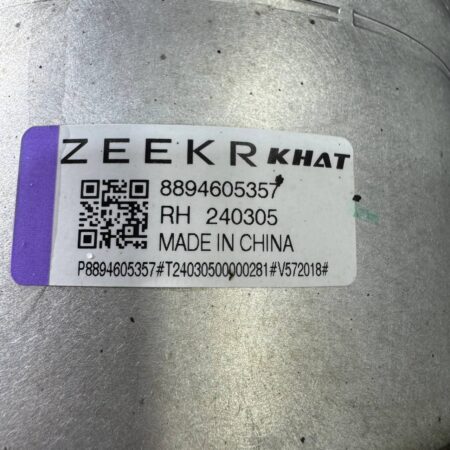 ZEEKR KHAT
8894605357
RH 240305
MADE IN CHINA
P8894605357#T24030500000281#V572018#